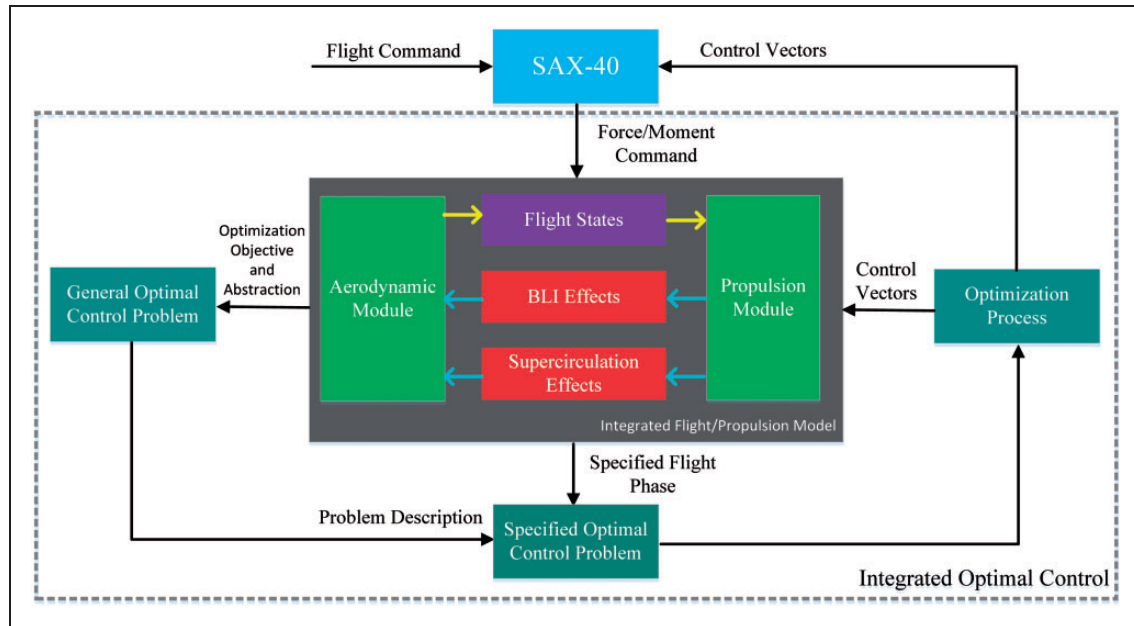 Flight Command
SAX-40
Control Vectors
Force/Moment
Command
Optimization
Objective
and
Abstraction
General Optimal
Control Problem
Aerodynamic
Module
Flight States
BLI Effects
Supercirculation
Effects
Propulsion
Module
Integrated Flight/Propulsion Model
Control
Vectors
Optimization
Process
Specified Flight
Phase
Problem Description
Specified Optimal
Control Problem
Integrated Optimal Control